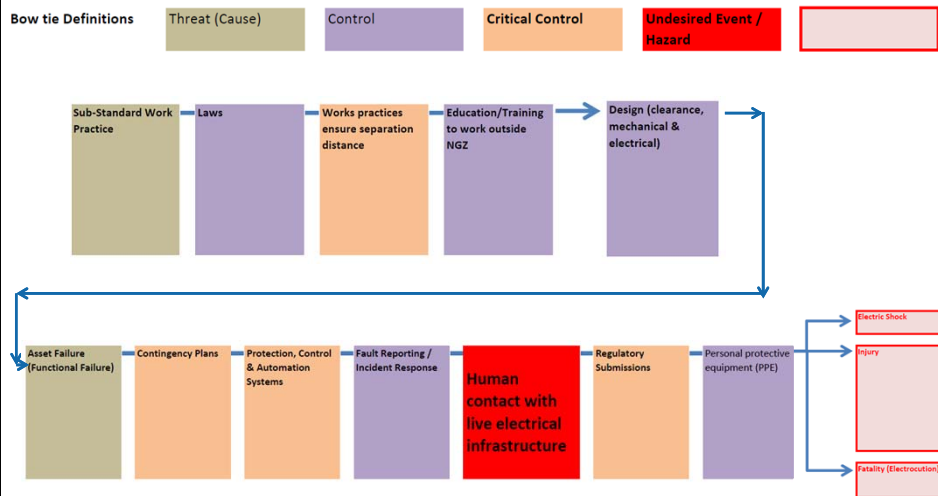 Bow tie Definitions
Threat (Cause)
Control
Critical Control
Undesired Event /
Hazard
Sub-Standard Work
Practice
Laws
Works practices
ensure separation
distance
Education/Training
to work outside
NGZ
Design (clearance,
mechanical &
electrical)
Asset Failure
(Functional Failure)
Contingency Plans
Protection, Control
& Automation
Systems
Fault Reporting /
Incident Response
Human
contact with
live electrical
infrastructure
Regulatory
Submissions
Personal protective
equipment (PPE)
Electric Shock
Injury
Fatality (Electrocution)